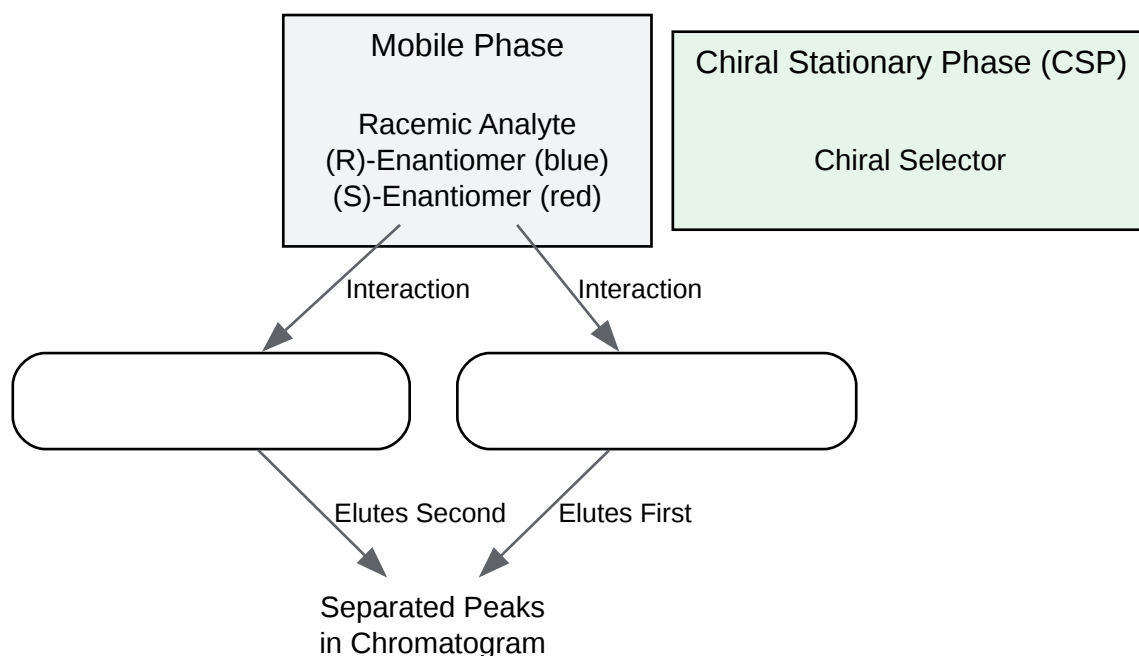 Mobile Phase
Racemic Analyte
(R)-Enantiomer (blue)
(S)-Enantiomer (red)
Chiral Stationary Phase (CSP)
Chiral Selector
Interaction
Interaction
Elutes Second
Elutes First
Separated Peaks
in Chromatogram